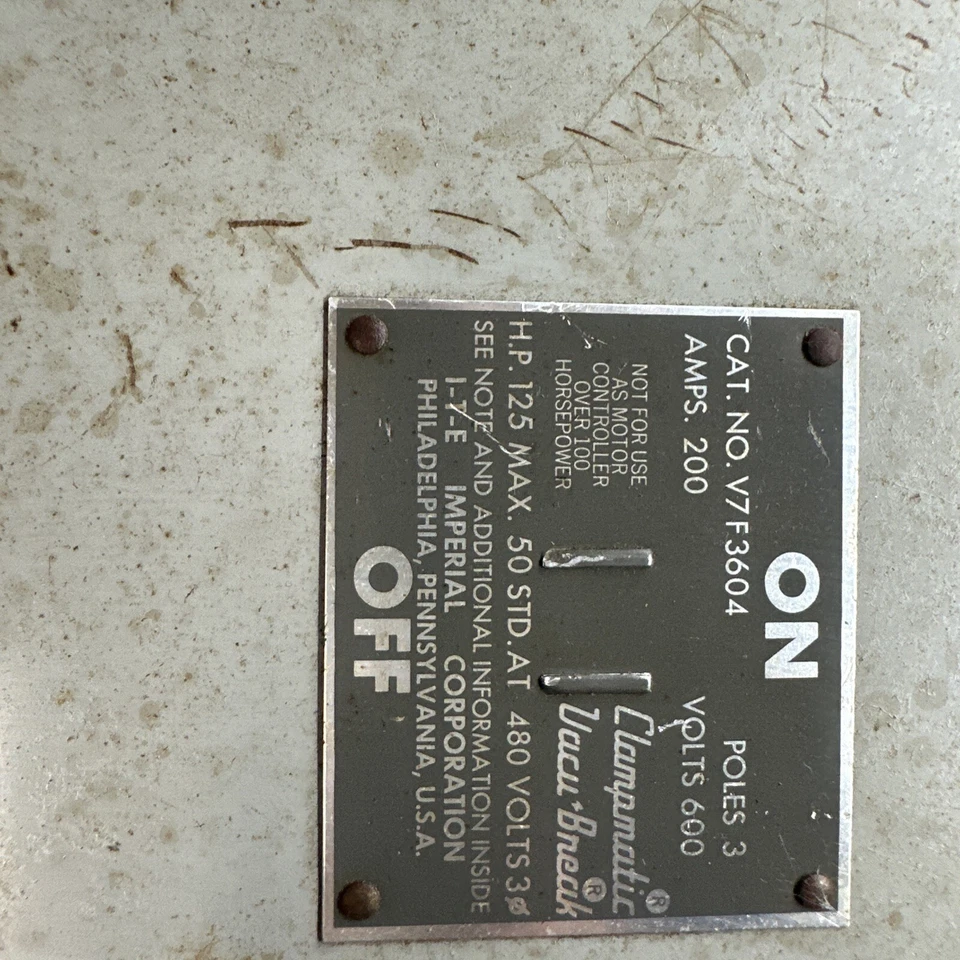 ON
CAT. NO. V7F3604 POLES 3
AMPS. 200 VOLTS 600
NOT FOR USE
AS MOTOR
CONTROLLER
OVER 100
HORSEPOWER
Clampmatic®
Vacu-Break®
H.P. 125 MAX. 50 STD. AT 480 VOLTS 3ø
SEE NOTE AND ADDITIONAL INFORMATION INSIDE
I-T-E IMPERIAL CORPORATION
PHILADELPHIA, PENNSYLVANIA, U.S.A.
OFF